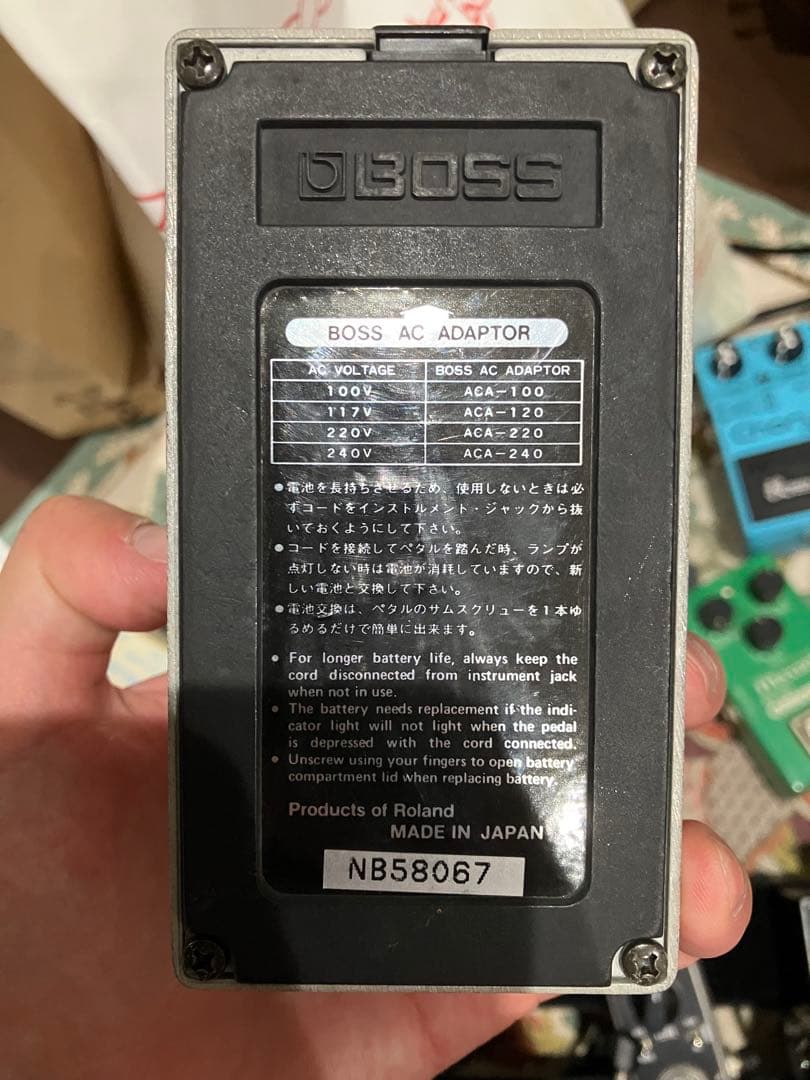 BOSS
BOSS AC ADAPTOR
AC VOLTAGE BOSS AC ADAPTOR
100V ACA-100
117V ACA-120
220V ACA-220
240V ACA-240
●電池を長持ちさせるため、使用しないときは必
ずコードをインストルメント・ジャックから抜
いておくようにして下さい。
●コードを接続してペタルを踏んだ時、ランプが
点灯しない時は電池が消耗していますので、新
しい電池と交換して下さい。
●電池交換は、ペタルのサムスクリューを1本ゆ
るめるだけで簡単に出来ます。
● For longer battery life, always keep the
cord disconnected from instrument jack
when not in use.
● The battery needs replacement if the indi-
cator light will not light when the pedal
is depressed with the cord connected.
● Unscrew using your fingers to open battery
compartment lid when replacing battery.
Products of Roland
MADE IN JAPAN
NB58067